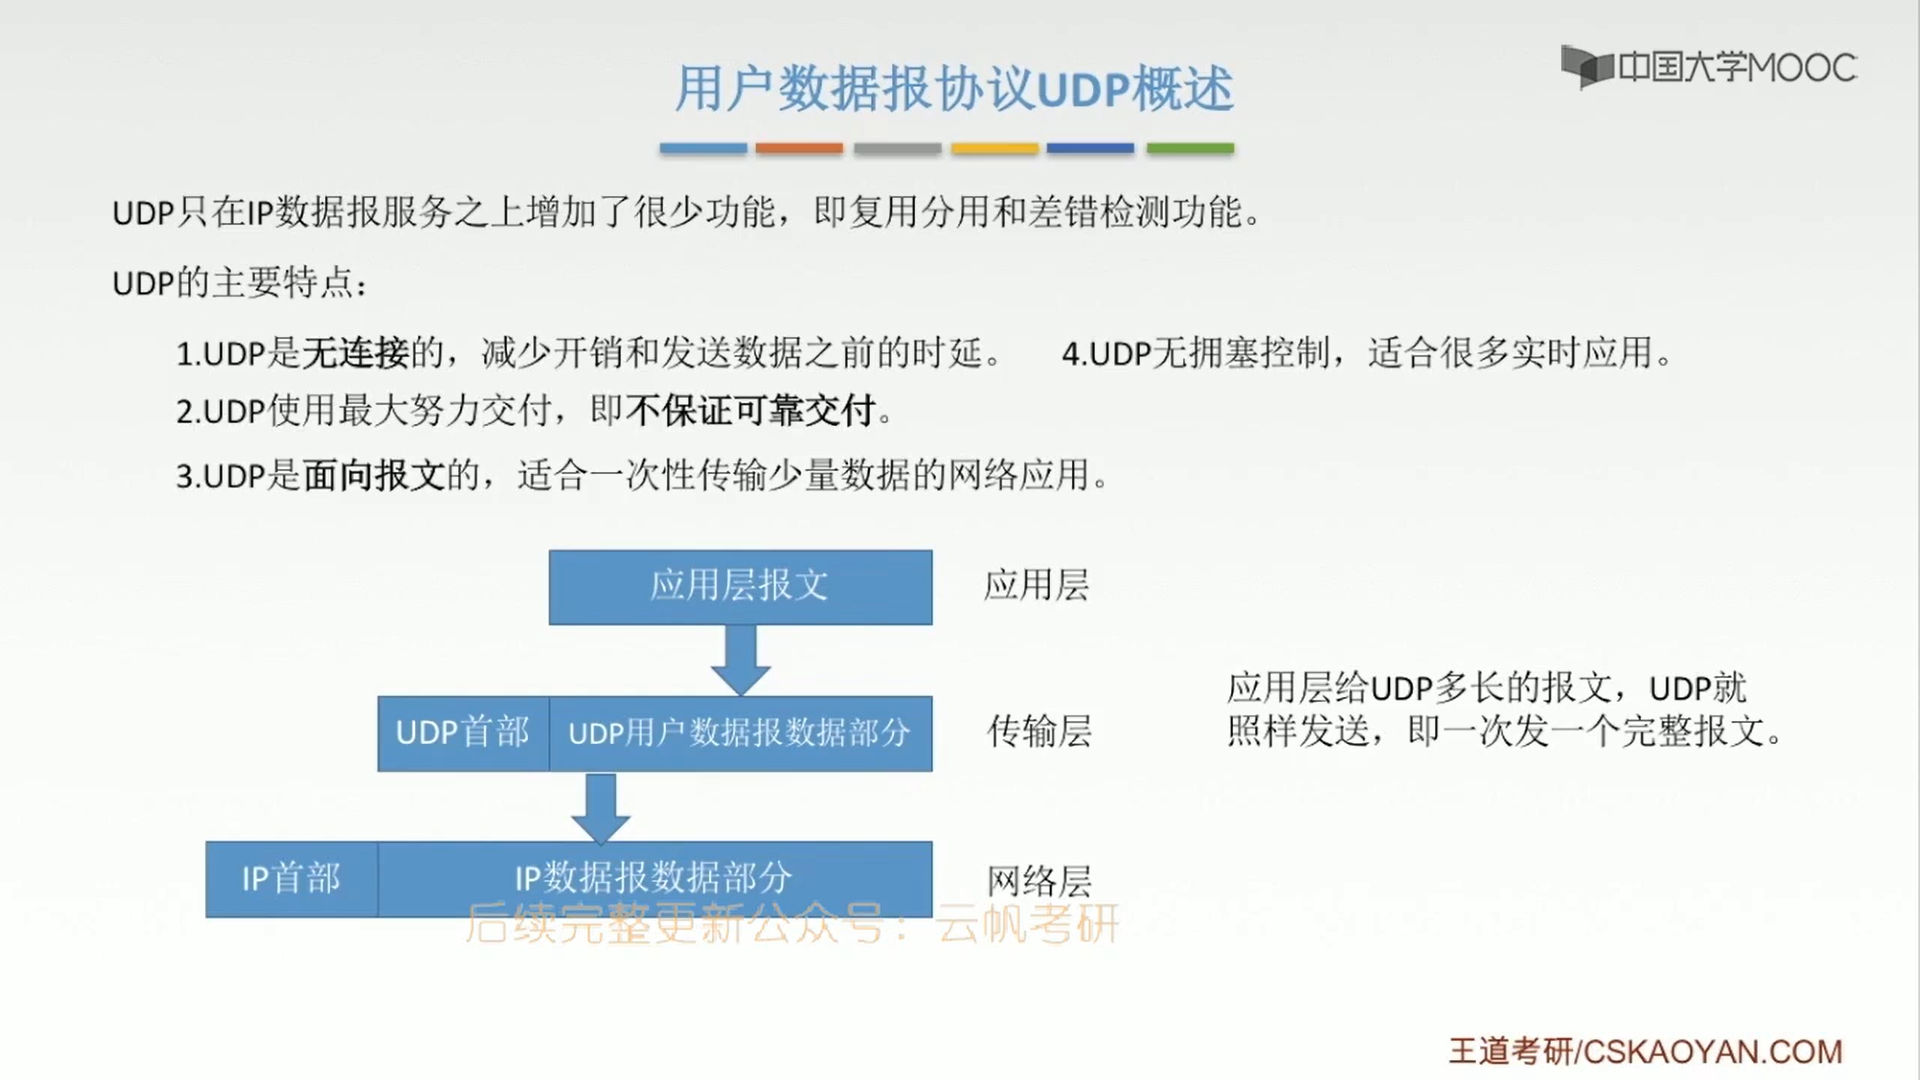 中国大学MOOC
用户数据报协议UDP概述
UDP只在IP数据报服务之上增加了很少功能，即复用分用和差错检测功能。
UDP的主要特点：
1.UDP是无连接的，减少开销和发送数据之前的时延。
2.UDP使用最大努力交付，即不保证可靠交付。
3.UDP是面向报文的，适合一次性传输少量数据的网络应用。
4.UDP无拥塞控制，适合很多实时应用。
应用层报文
应用层
UDP首部
UDP用户数据报数据部分
传输层
应用层给UDP多长的报文，UDP就
照样发送，即一次发一个完整报文。
IP首部
IP数据报数据部分
网络层
后续完整更新公众号：云帆考研
王道考研/CSKAOYAN.COM